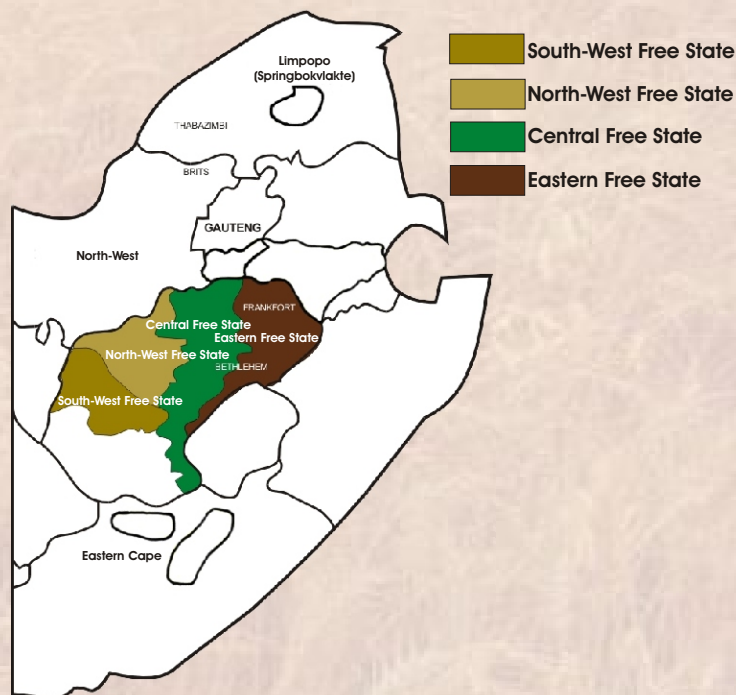 South-West Free State
North-West Free State
Central Free State
Eastern Free State
Limpopo
(Springbokvlakte)
THABAZIMBI
BRITS
GAUTENG
North-West
FRANKFORT
Central Free State
Eastern Free State
North-West Free State
BETHLEHEM
South-West Free State
Eastern Cape